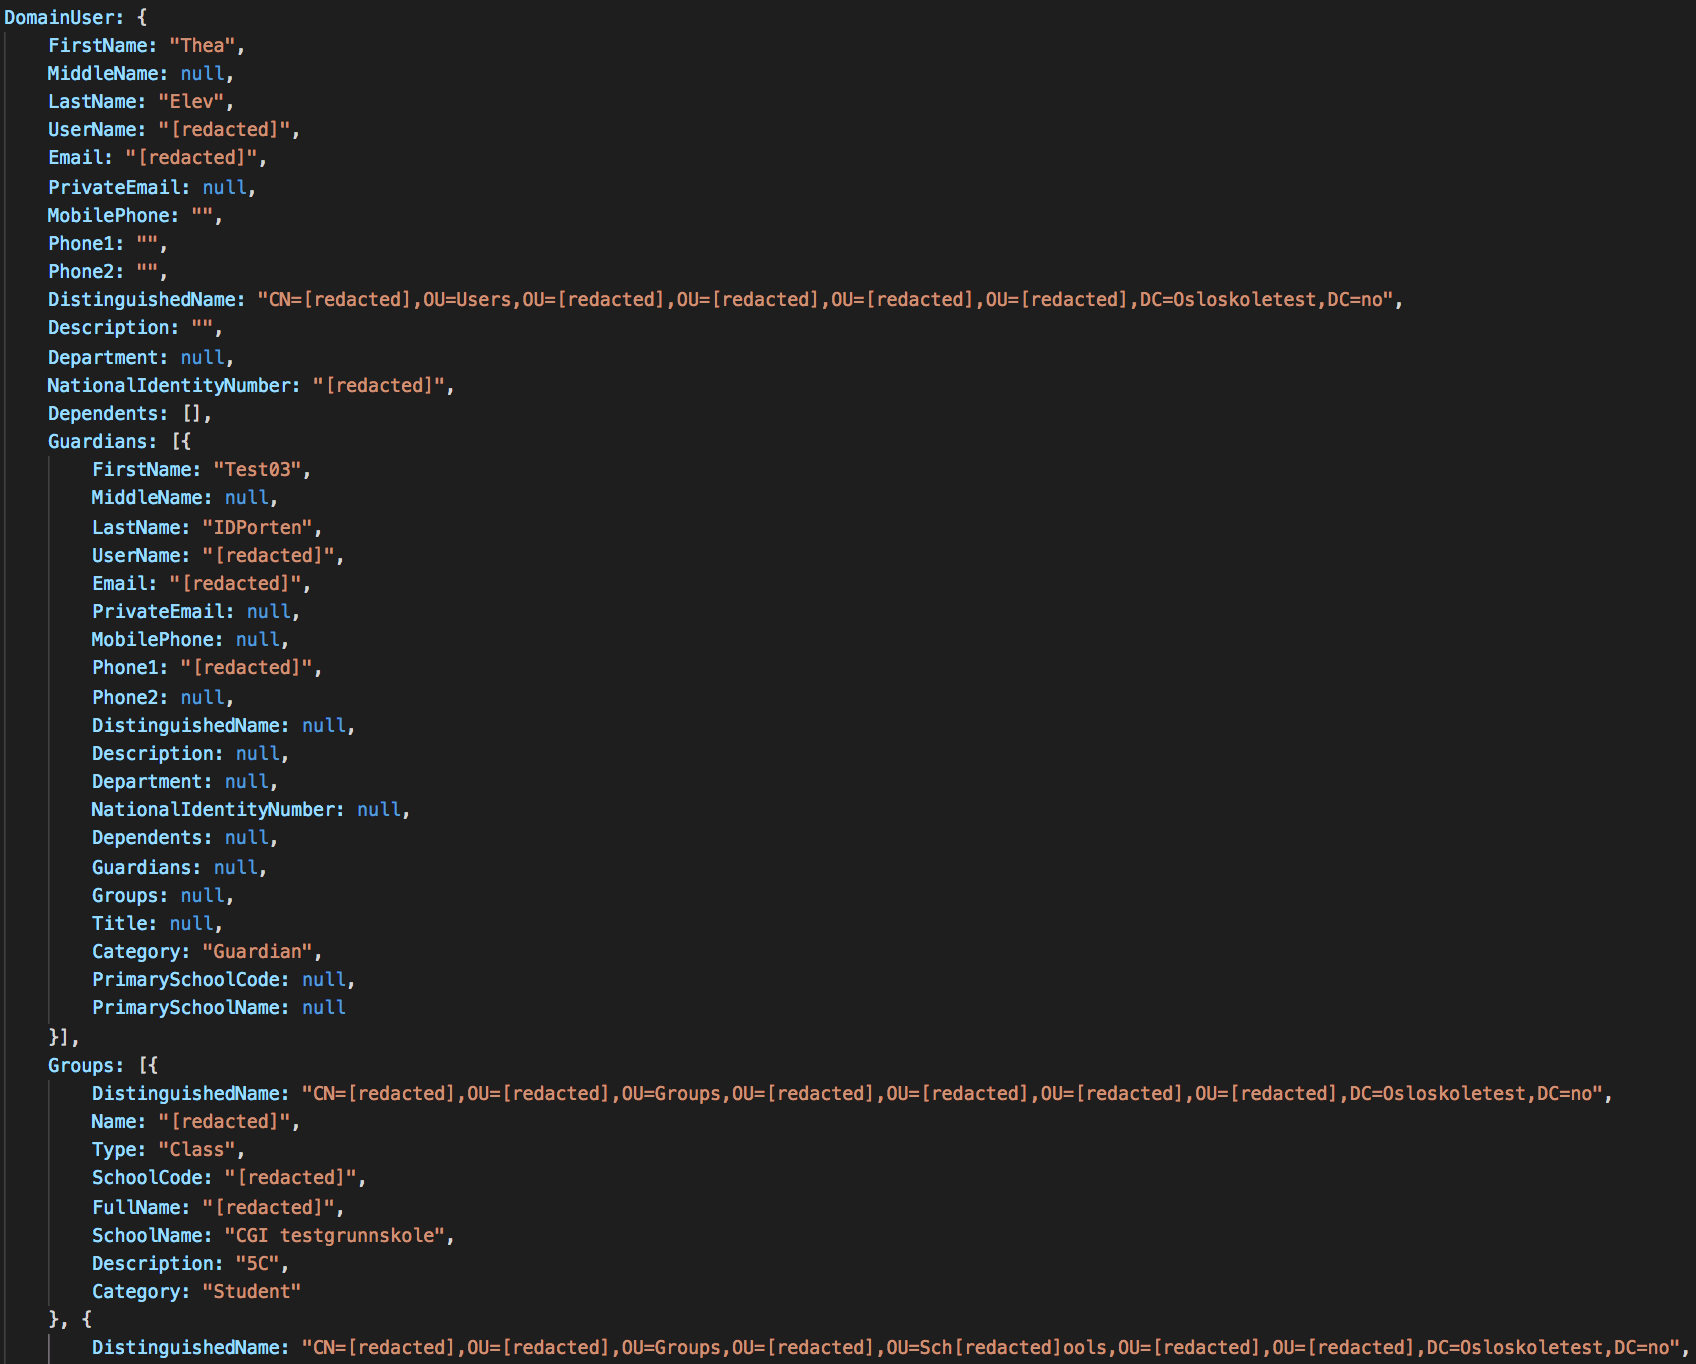 DomainUser: {
FirstName: "Thea",
MiddleName: null,
LastName: "Elev",
UserName: "[redacted]",
Email: "[redacted]",
PrivateEmail: null,
MobilePhone: "",
Phone1: "",
Phone2: "",
DistinguishedName: "CN=[redacted],OU=Users,OU=[redacted],OU=[redacted],OU=[redacted],OU=[redacted],DC=Osloskoletest,DC=no",
Description: "",
Department: null,
NationalIdentityNumber: "[redacted]",
Dependents: [],
Guardians: [{
FirstName: "Test03",
MiddleName: null,
LastName: "IDPorten",
UserName: "[redacted]",
Email: "[redacted]",
PrivateEmail: null,
MobilePhone: null,
Phone1: "[redacted]",
Phone2: null,
DistinguishedName: null,
Description: null,
Department: null,
NationalIdentityNumber: null,
Dependents: null,
Guardians: null,
Groups: null,
Title: null,
Category: "Guardian",
PrimarySchoolCode: null,
PrimarySchoolName: null
}],
Groups: [{
DistinguishedName: "CN=[redacted],OU=[redacted],OU=Groups,OU=[redacted],OU=[redacted],OU=[redacted],OU=[redacted],DC=Osloskoletest,DC=no",
Name: "[redacted]",
Type: "Class",
SchoolCode: "[redacted]",
FullName: "[redacted]",
SchoolName: "CGI testgrunnskole",
Description: "5C",
Category: "Student"
}, {
DistinguishedName: "CN=[redacted],OU=[redacted],OU=Groups,OU=[redacted],OU=Sch[redacted]ools,OU=[redacted],OU=[redacted],DC=Osloskoletest,DC=no",